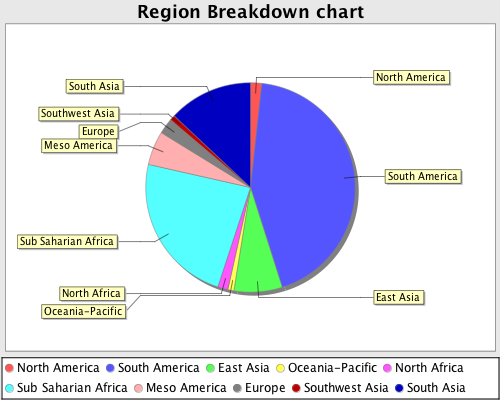 Region Breakdown chart
North America
South Asia
Southwest Asia
Europe
Meso America
South America
Sub Saharian Africa
North Africa
East Asia
Oceania-Pacific
North America South America East Asia Oceania-Pacific North Africa
Sub Saharian Africa Meso America Europe Southwest Asia South Asia